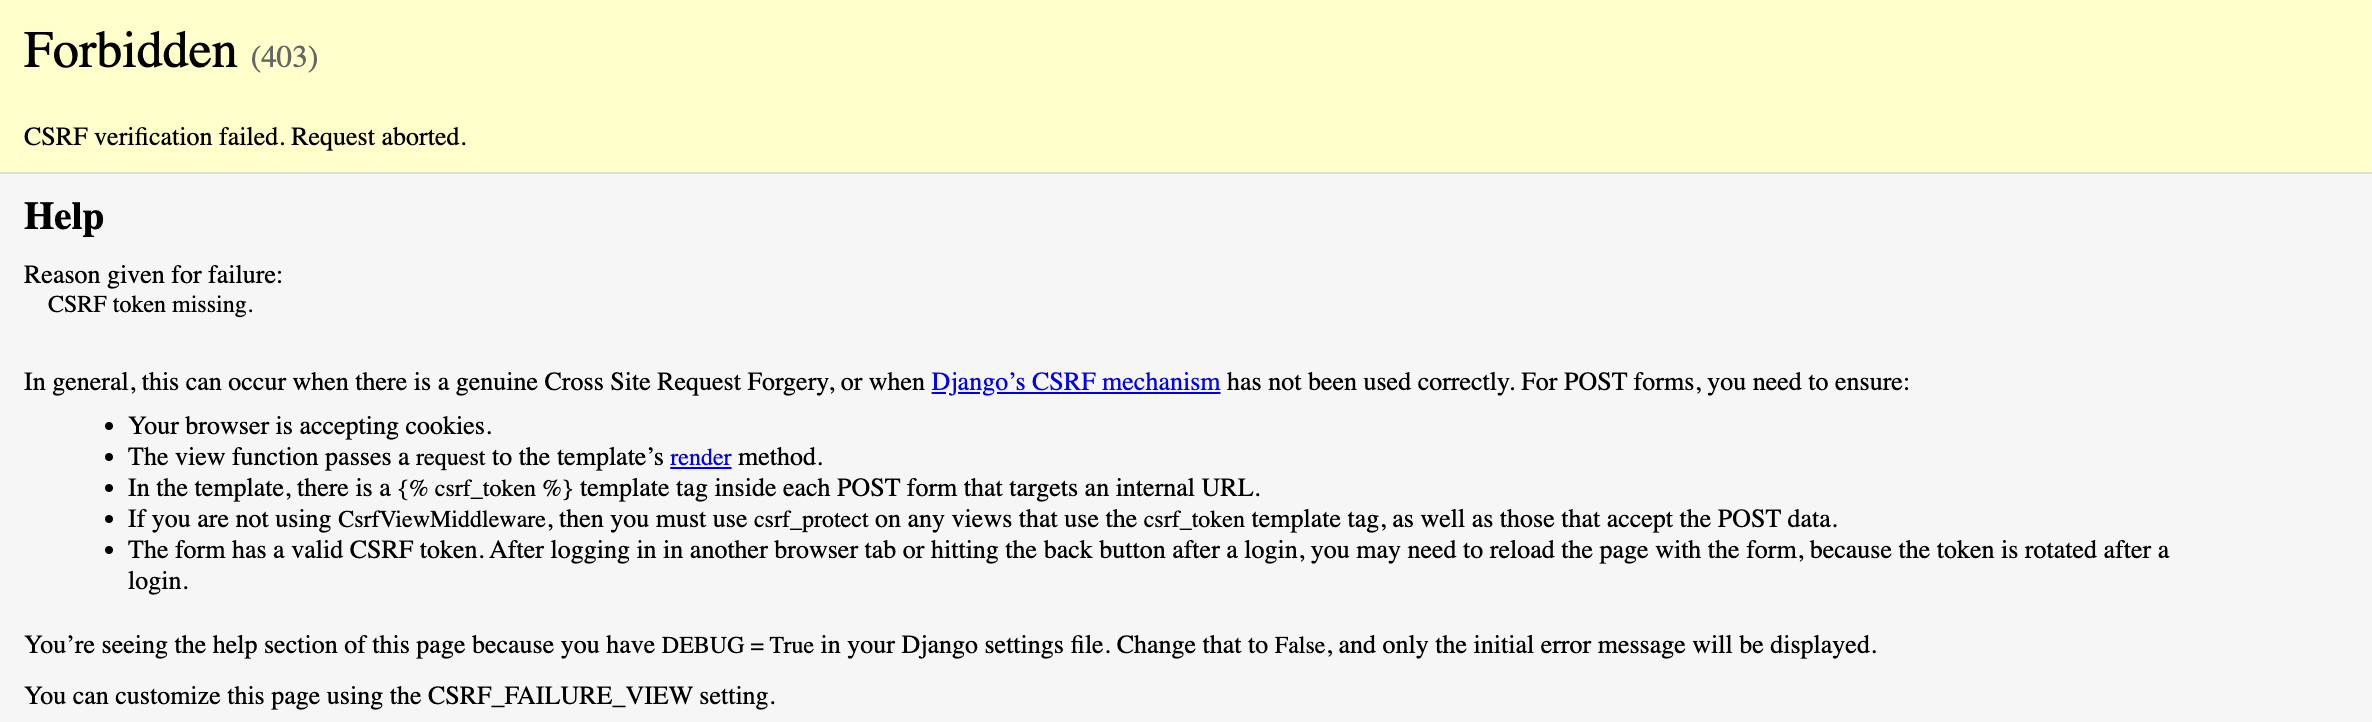 Forbidden (403)
CSRF verification failed. Request aborted.
Help
Reason given for failure:
CSRF token missing.
In general, this can occur when there is a genuine Cross Site Request Forgery, or when Django’s CSRF mechanism has not been used correctly. For POST forms, you need to ensure:
• Your browser is accepting cookies.
• The view function passes a request to the template’s render method.
• In the template, there is a {% csrf_token %} template tag inside each POST form that targets an internal URL.
• If you are not using CsrfViewMiddleware, then you must use csrf_protect on any views that use the csrf_token template tag, as well as those that accept the POST data.
• The form has a valid CSRF token. After logging in in another browser tab or hitting the back button after a login, you may need to reload the page with the form, because the token is rotated after a
login.
You’re seeing the help section of this page because you have DEBUG = True in your Django settings file. Change that to False, and only the initial error message will be displayed.
You can customize this page using the CSRF_FAILURE_VIEW setting.